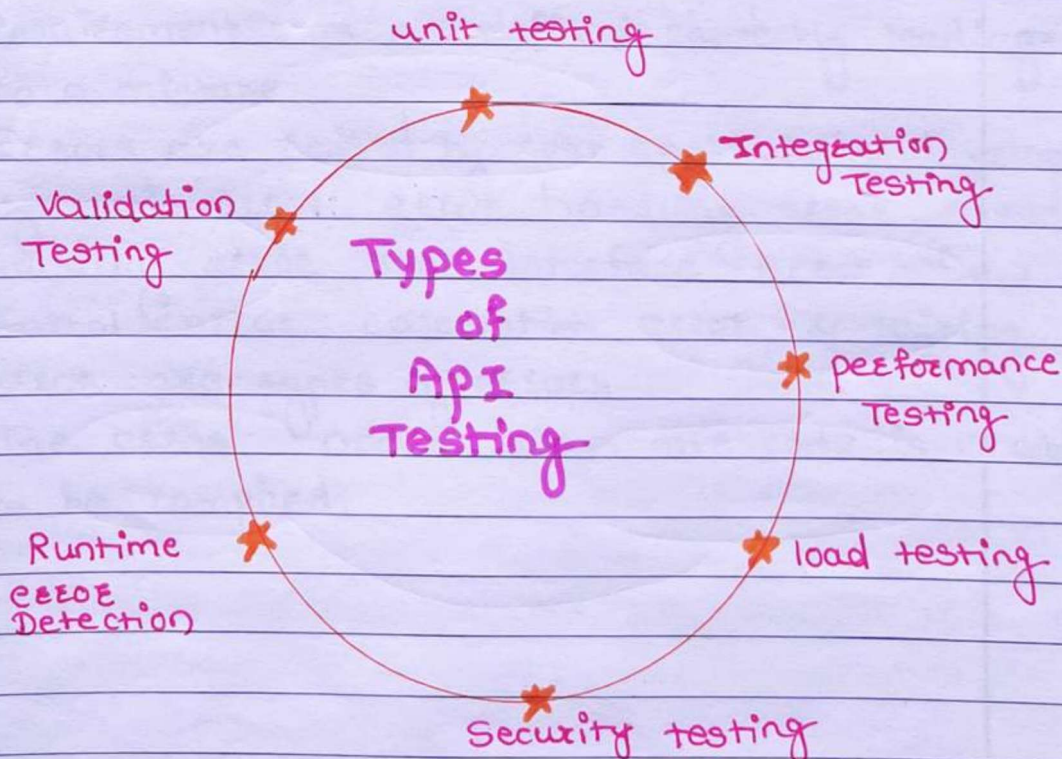 unit testing
Integration
Testing
performance
Testing
load testing
Security testing
Runtime
error
Detection
Validation
Testing
Types
of
ApI
Testing